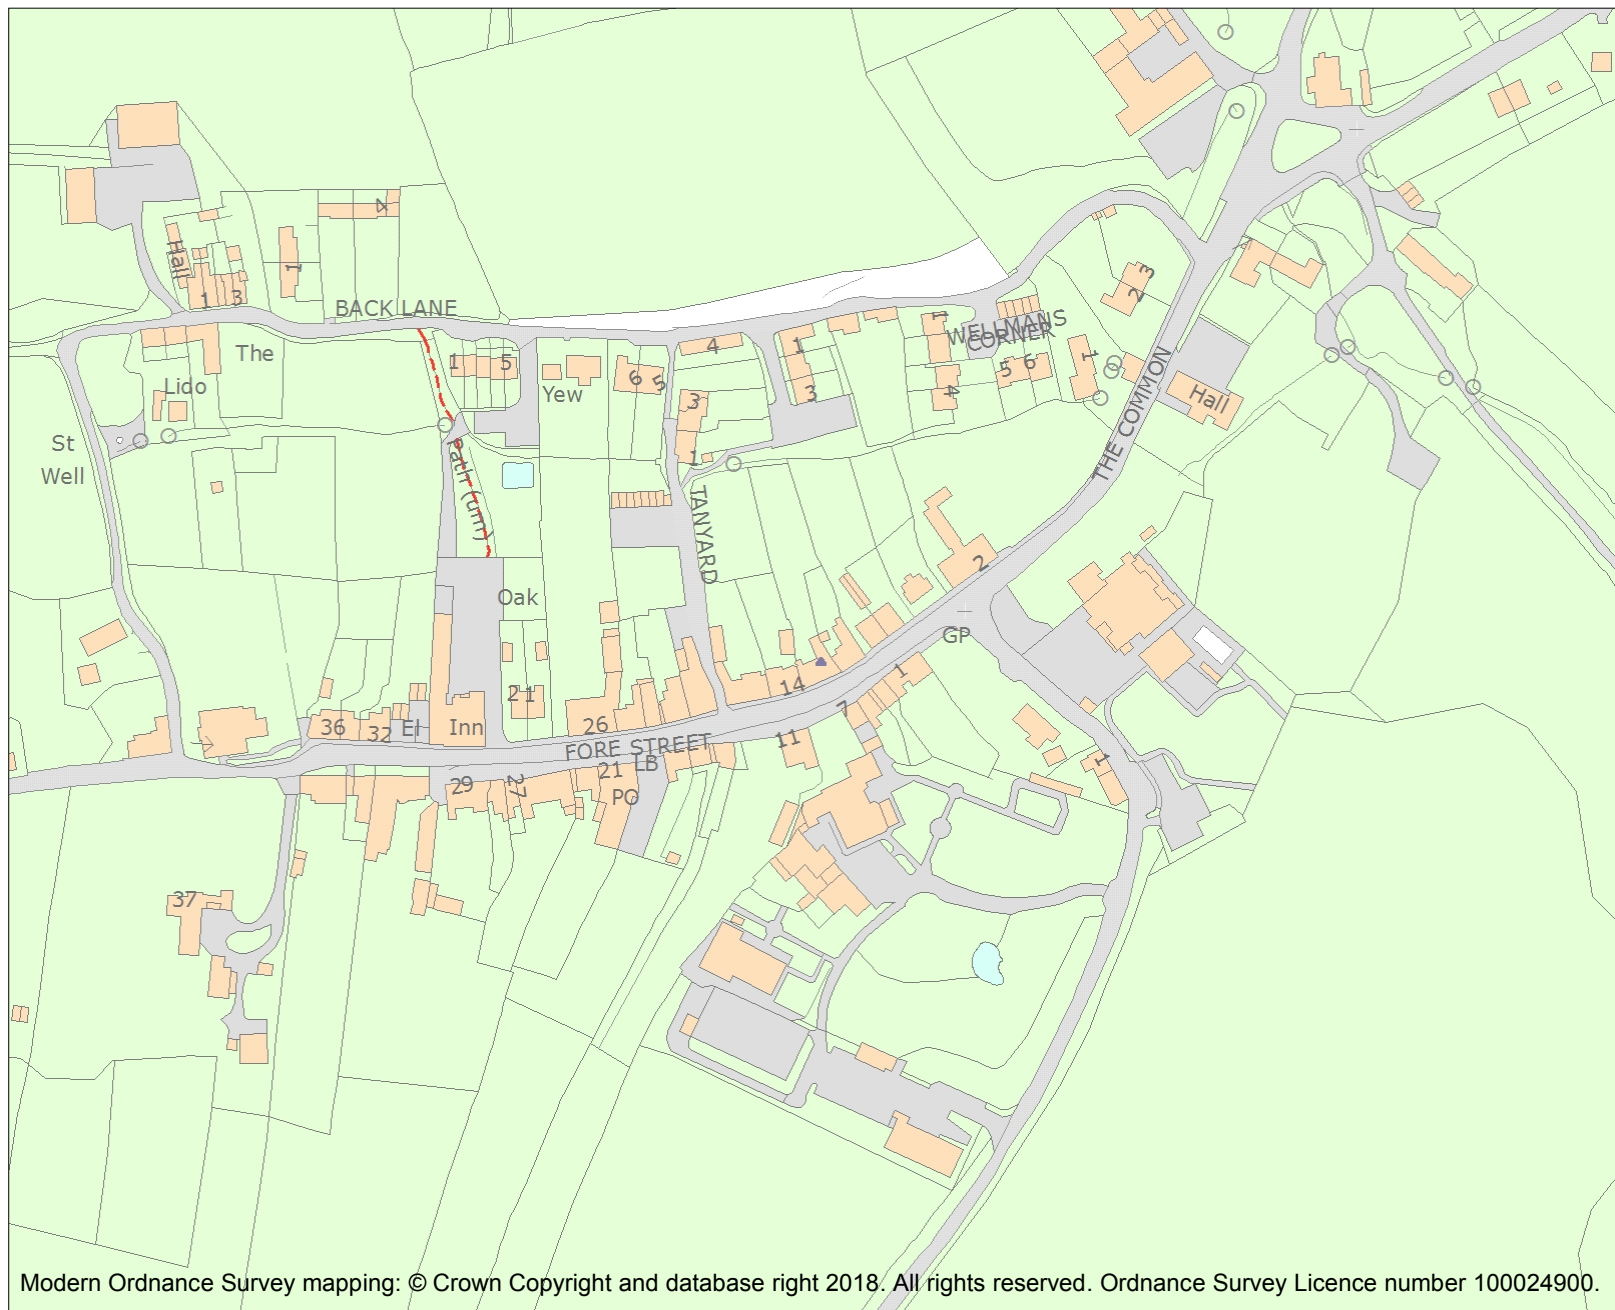 4
Hall
1
1
3
BACK LANE
The
Lido
St
Well
1
5
Yew
6
5
4
1
3
3
1
1
4
WELLMANS
CORNER
5
6
1
3
2
Hall
THE COMMON
Path (um)
TANYARD
Oak
2
1
2
GP
14
1
7
11
36
32
El
Inn
26
FORE STREET
21
LB
PO
29
27
1
37
Modern Ordnance Survey mapping: © Crown Copyright and database right 2018. All rights reserved. Ordnance Survey Licence number 100024900.